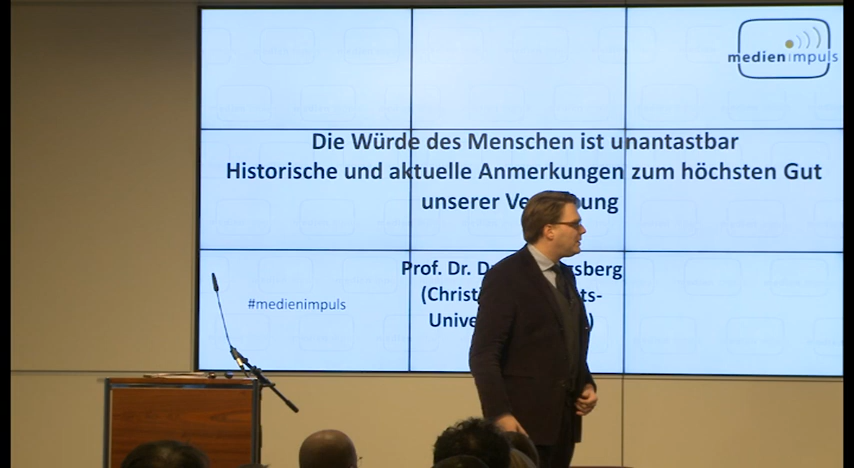 medienimpuls
Die Würde des Menschen ist unantastbar
Historische und aktuelle Anmerkungen zum höchsten Gut
unserer
Prof. Dr.
#medienimpuls